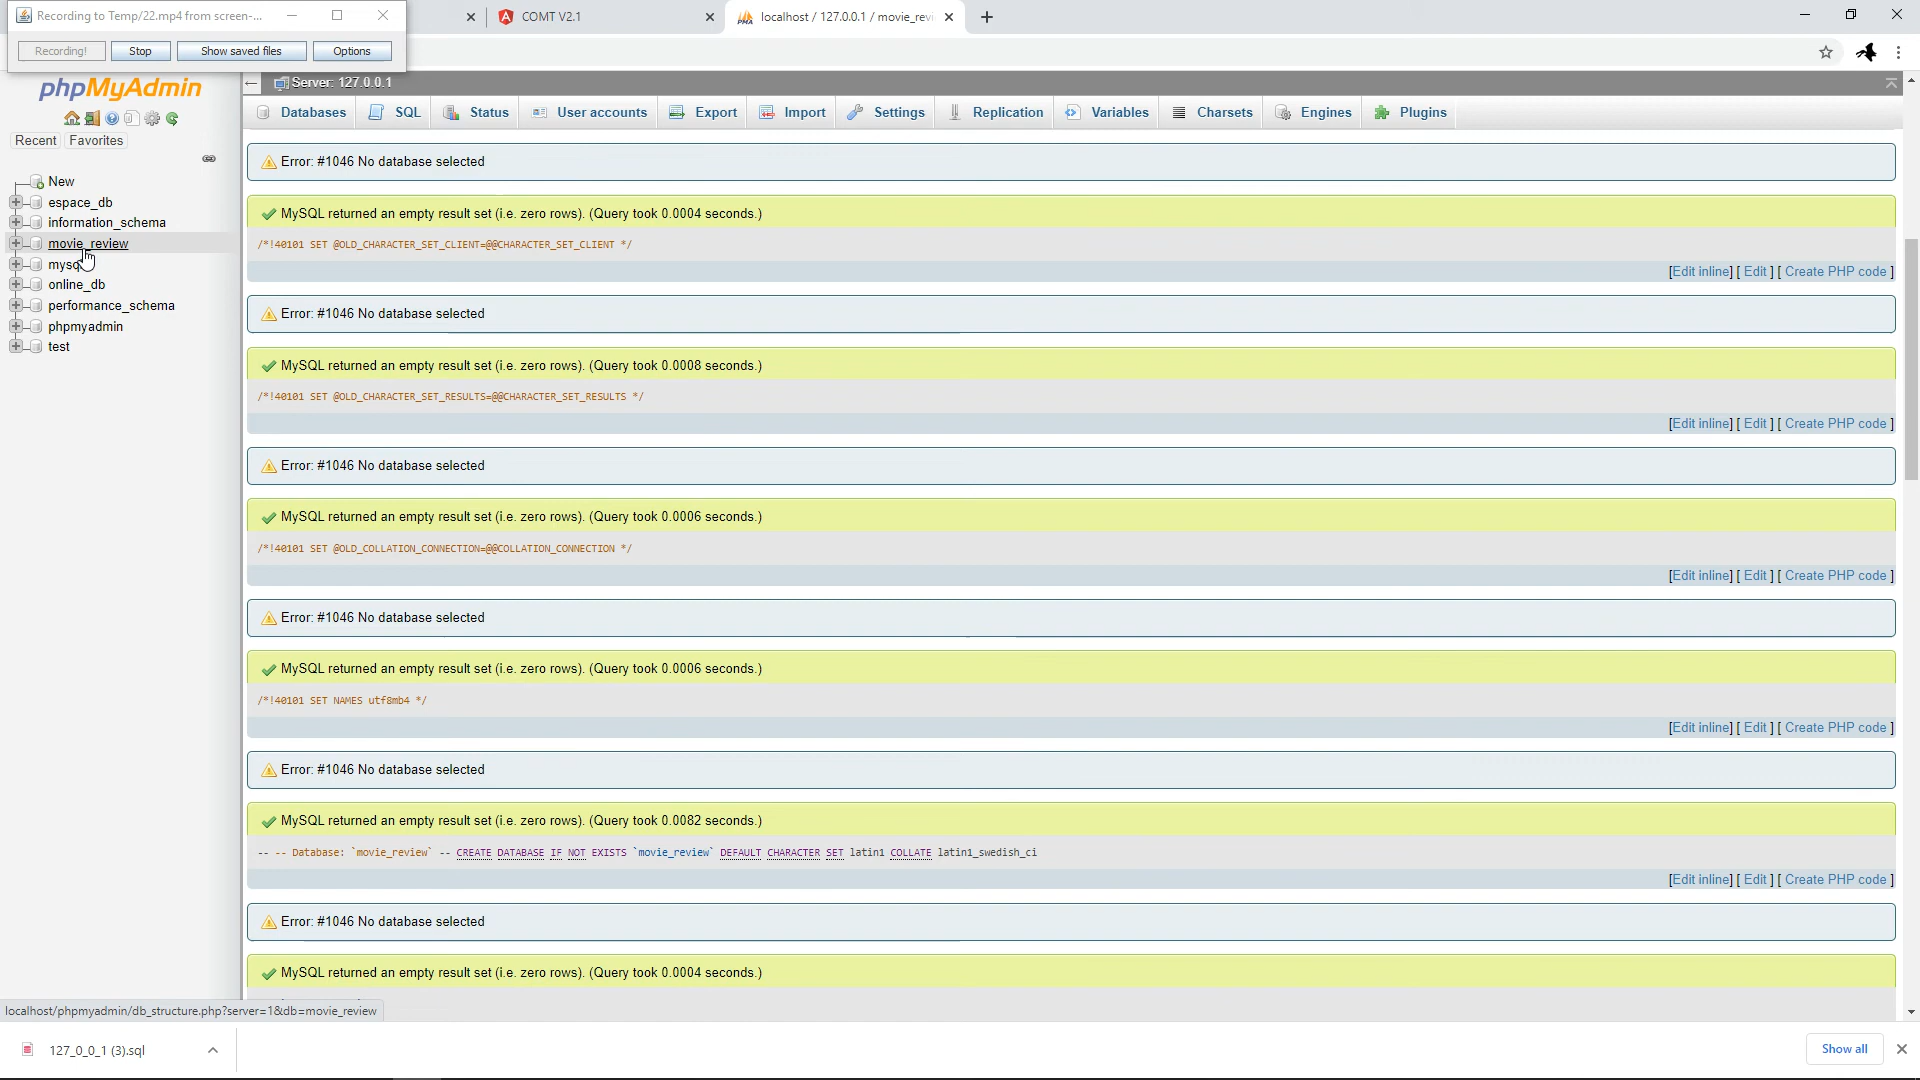 Recording to Temp/22.mp4 from screen-...
COMT V2.1
localhost / 127.0.0.1 / movie_revi
Recording!
Stop
Show saved files
Options
phpMyAdmin
Server: 127.0.0.1
Databases
SQL
Status
User accounts
Export
Import
Settings
Replication
Variables
Charsets
Engines
Plugins
Recent
Favorites
New
espace_db
information_schema
movie_review
mysq
online_db
performance_schema
phpmyadmin
test
Error: #1046 No database selected
MySQL returned an empty result set (i.e. zero rows). (Query took 0.0004 seconds.)
/*!40101 SET @OLD_CHARACTER_SET_CLIENT=@@CHARACTER_SET_CLIENT */
[Edit inline] [ Edit ] [ Create PHP code ]
Error: #1046 No database selected
MySQL returned an empty result set (i.e. zero rows). (Query took 0.0008 seconds.)
/*!40101 SET @OLD_CHARACTER_SET_RESULTS=@@CHARACTER_SET_RESULTS */
[Edit inline] [ Edit ] [ Create PHP code ]
Error: #1046 No database selected
MySQL returned an empty result set (i.e. zero rows). (Query took 0.0006 seconds.)
/*!40101 SET @OLD_COLLATION_CONNECTION=@@COLLATION_CONNECTION */
[Edit inline] [ Edit ] [ Create PHP code ]
Error: #1046 No database selected
MySQL returned an empty result set (i.e. zero rows). (Query took 0.0006 seconds.)
/*!40101 SET NAMES utf8mb4 */
[Edit inline] [ Edit ] [ Create PHP code ]
Error: #1046 No database selected
MySQL returned an empty result set (i.e. zero rows). (Query took 0.0082 seconds.)
-- -- Database: `movie_review` -- CREATE DATABASE IF NOT EXISTS `movie_review` DEFAULT CHARACTER SET latin1 COLLATE latin1_swedish_ci
[Edit inline] [ Edit ] [ Create PHP code ]
Error: #1046 No database selected
MySQL returned an empty result set (i.e. zero rows). (Query took 0.0004 seconds.)
localhost/phpmyadmin/db_structure.php?server=1&db=movie_review
127_0_0_1 (3).sql
Show all